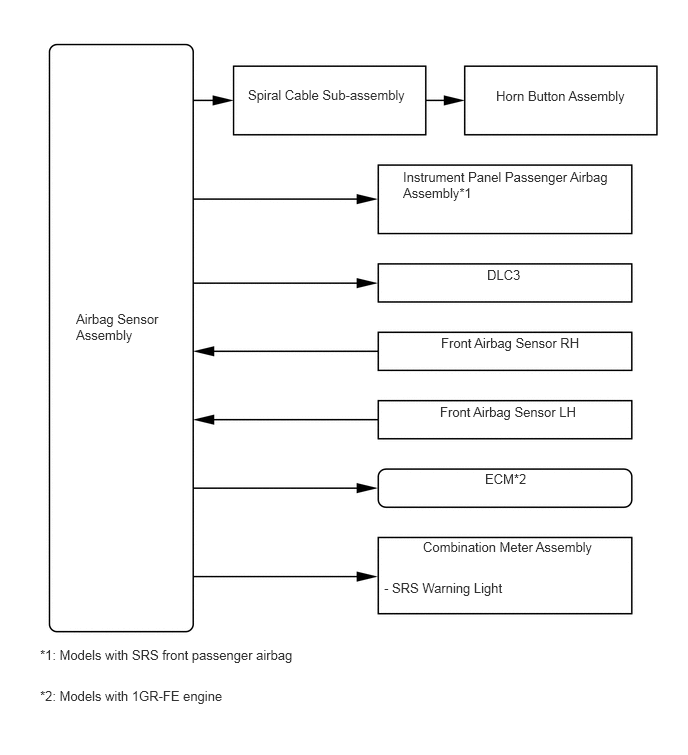 Spiral Cable Sub-assembly
Horn Button Assembly
Instrument Panel Passenger Airbag
Assembly*1
DLC3
Airbag Sensor
Assembly
Front Airbag Sensor RH
Front Airbag Sensor LH
ECM*2
Combination Meter Assembly
- SRS Warning Light
*1: Models with SRS front passenger airbag
*2: Models with 1GR-FE engine